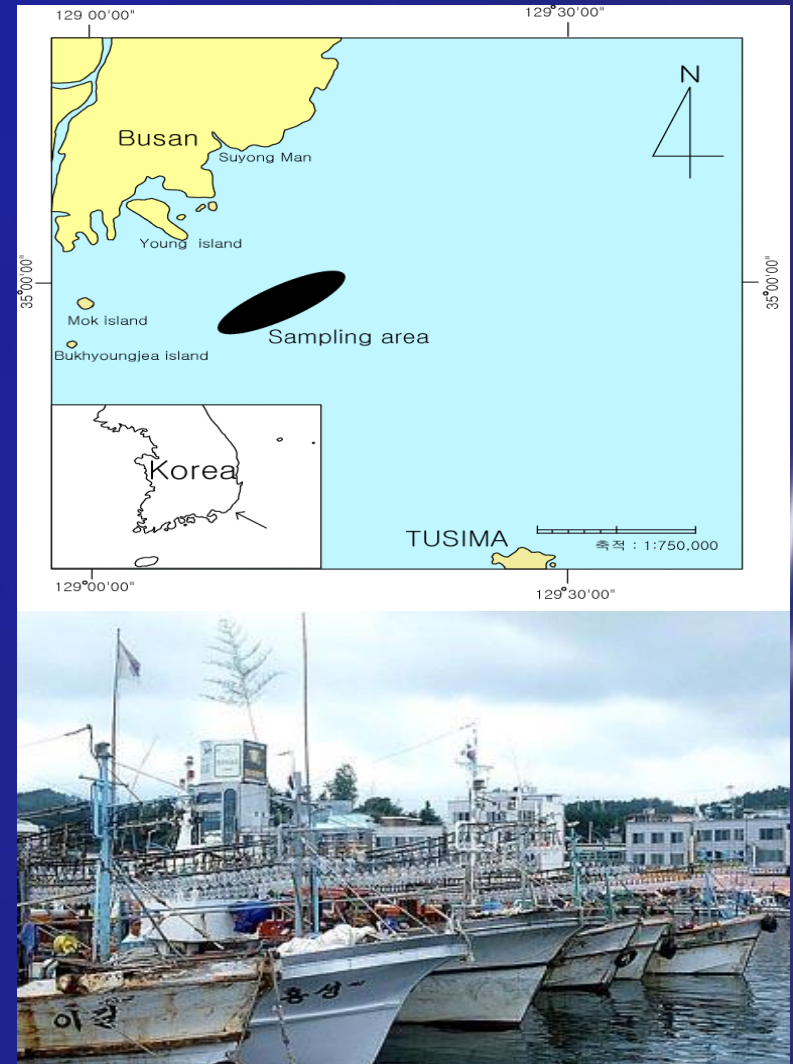 129 00'00"
129°30'00"
N
Busan
Suyong Man
Young island
35°00'00"
35°00'00"
Mok island
Sampling area
Bukhyoungjea island
Korea
TUSIMA
축적 : 1:750,000
129°00'00"
129°30'00"
용성